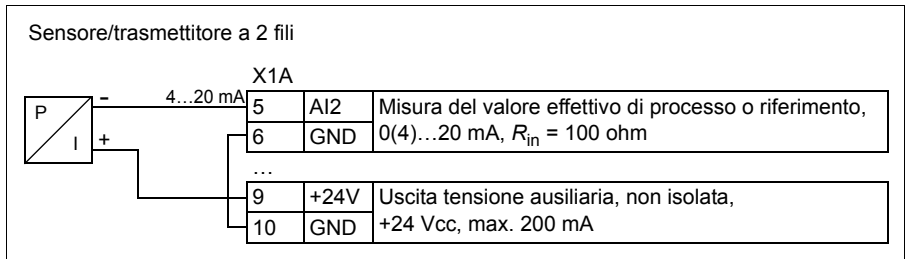 Sensore/trasmettitore a 2 fili
X1A
P
I
-
+
4…20 mA
5 AI2 Misura del valore effettivo di processo o riferimento,
6 GND 0(4)…20 mA, Rin = 100 ohm
…
9 +24V Uscita tensione ausiliaria, non isolata,
10 GND +24 Vcc, max. 200 mA